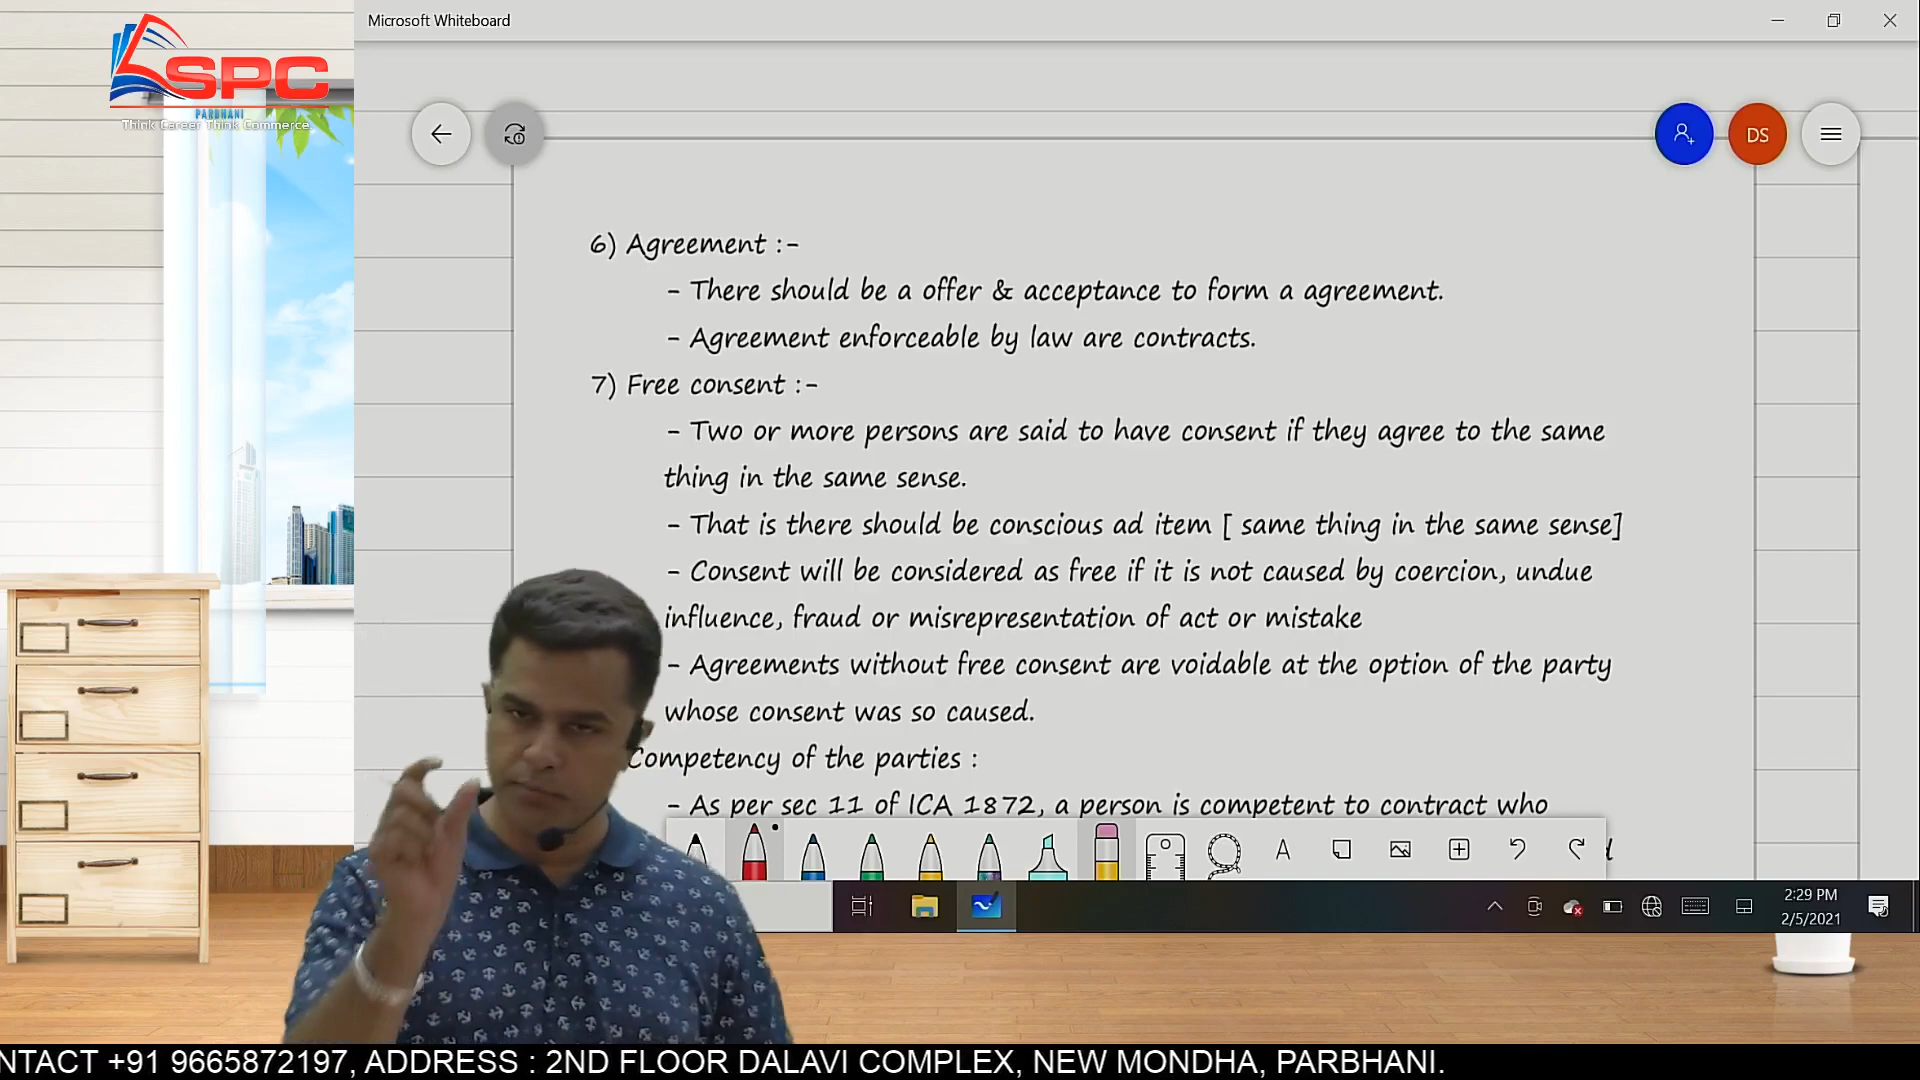 Microsoft Whiteboard
SPC
PARBHANI
Think Career Think Commerce.
DS
6) Agreement :-
- There should be a offer & acceptance to form a agreement.
- Agreement enforceable by law are contracts.
7) Free consent :-
- Two or more persons are said to have consent if they agree to the same
thing in the same sense.
- That is there should be conscious ad item [ same thing in the same sense]
- Consent will be considered as free if it is not caused by coercion, undue
influence, fraud or misrepresentation of act or mistake
- Agreements without free consent are voidable at the option of the party
whose consent was so caused.
Competency of the parties :
- As per sec 11 of ICA 1872, a person is competent to contract who
2:29 PM
2/5/2021
NTACT +91 9665872197, ADDRESS : 2ND FLOOR DALAVI COMPLEX, NEW MONDHA, PARBHANI.